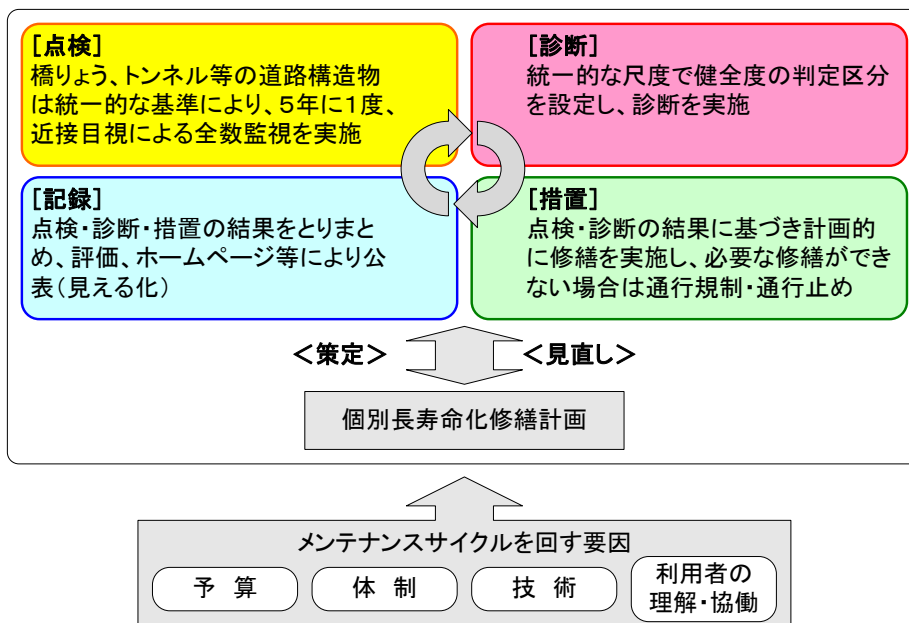 [点検]
橋りょう、トンネル等の道路構造物
は統一的な基準により、５年に１度、
近接目視による全数監視を実施
[診断]
統一的な尺度で健全度の判定区分
を設定し、診断を実施
[記録]
点検・診断・措置の結果をとりまと
め、評価、ホームページ等により公
表（見える化）
[措置]
点検・診断の結果に基づき計画的
に修繕を実施し、必要な修繕ができ
ない場合は通行規制・通行止め
＜策定＞
＜見直し＞
個別長寿命化修繕計画
メンテナンスサイクルを回す要因
予 算
体 制
技 術
利用者の
理解・協働